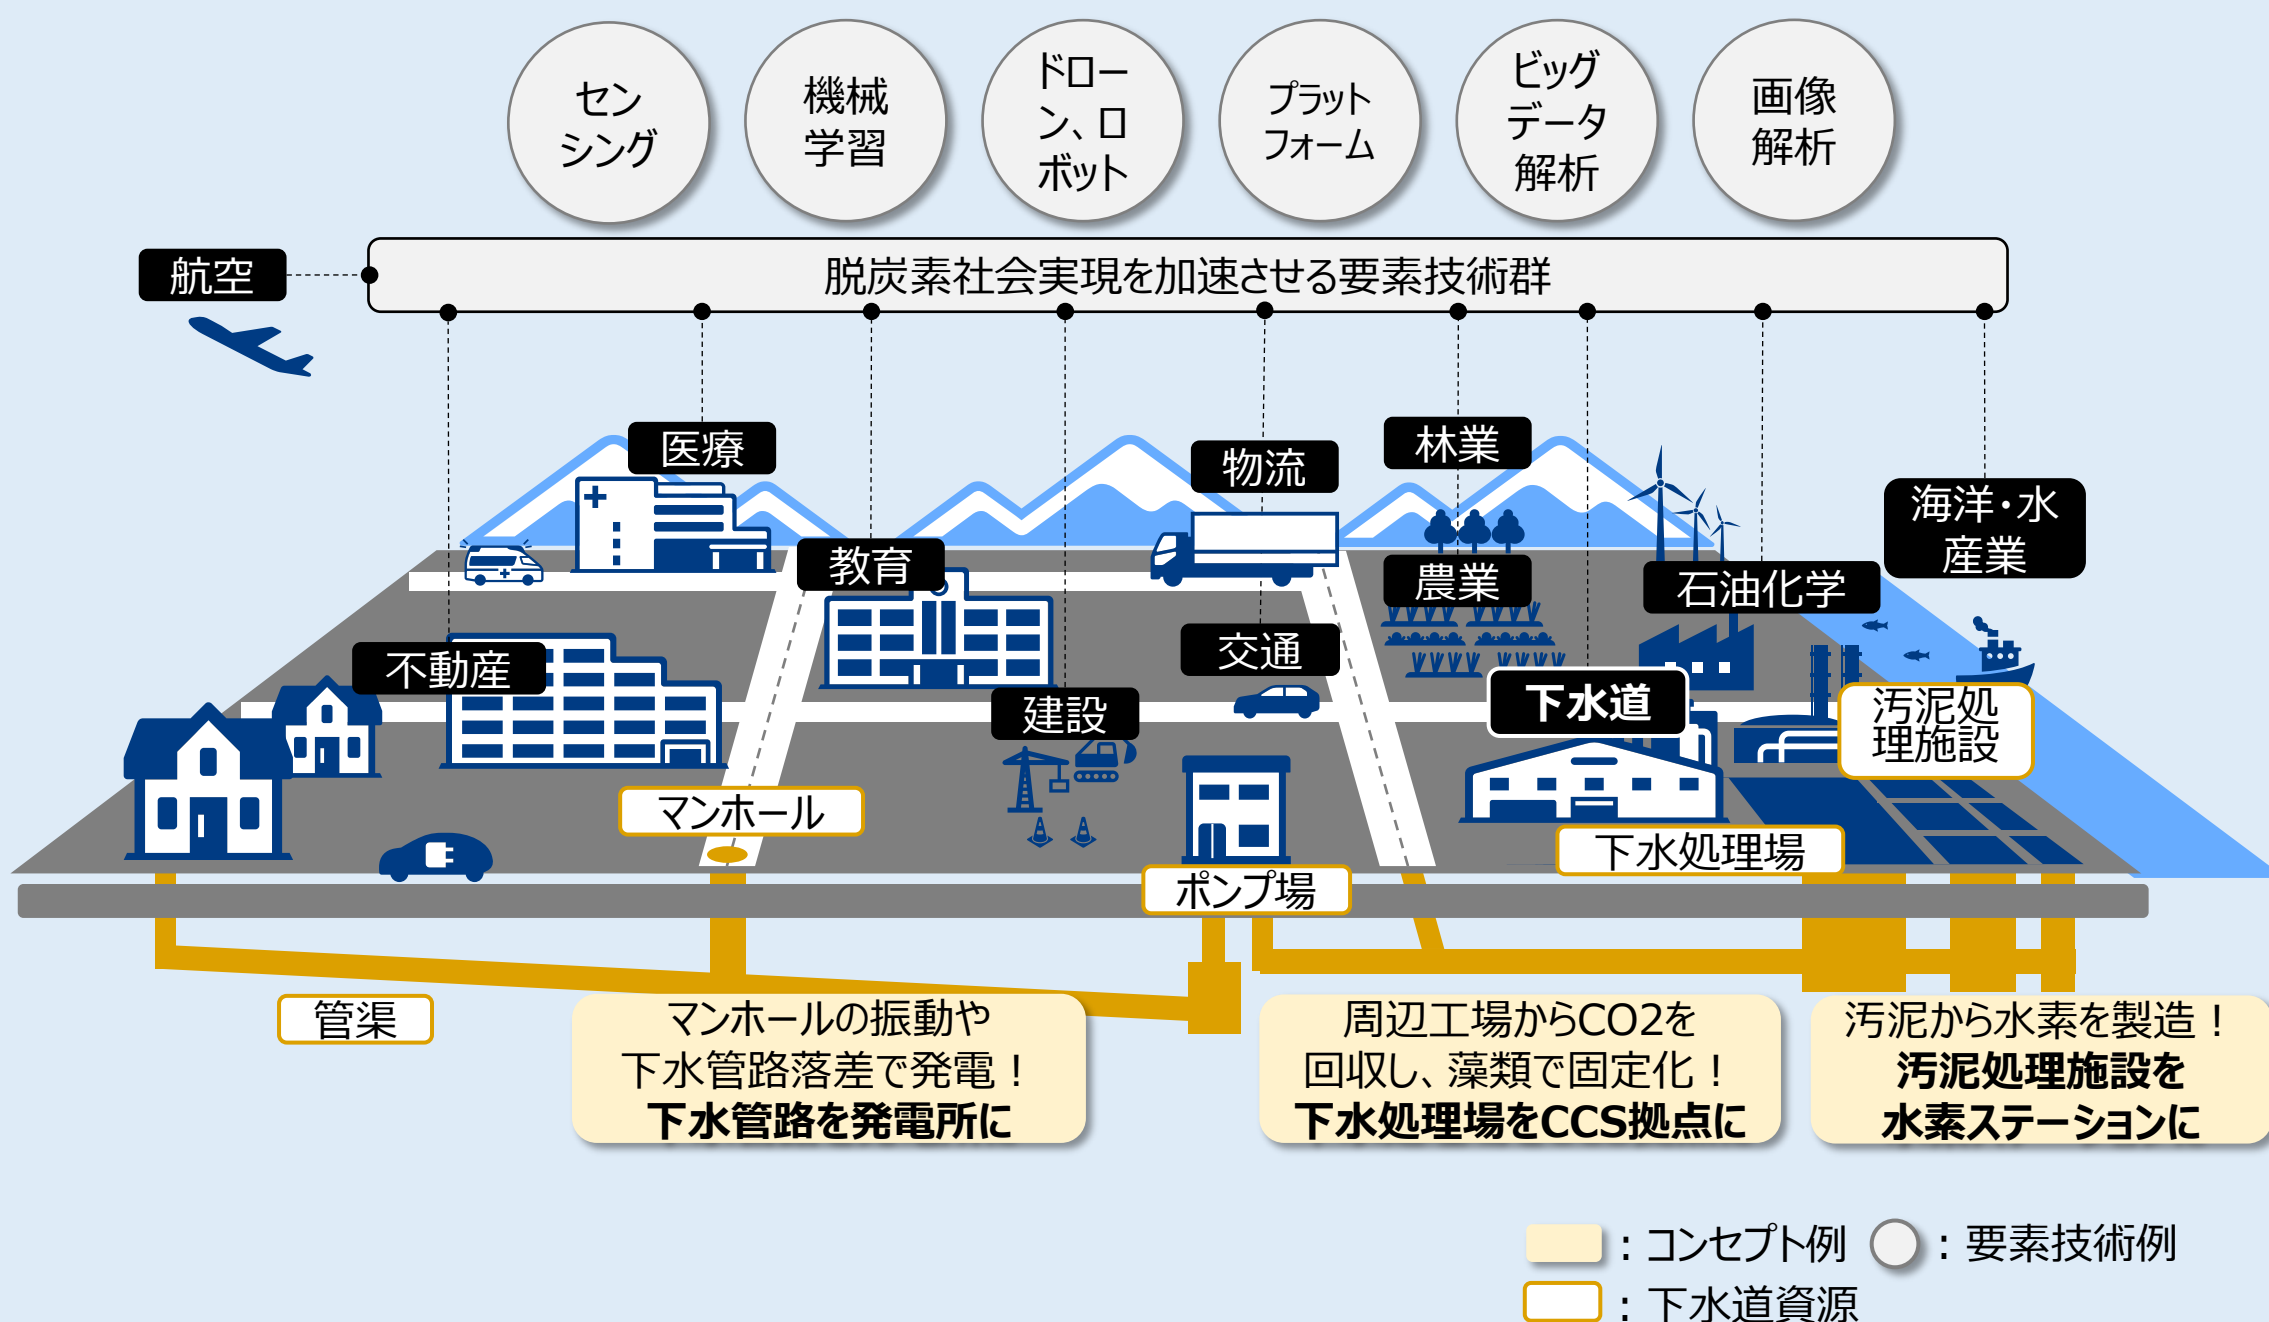 セン
シング
機械
学習
ドロー
ン、ロ
ボット
プラット
フォーム
ビッグ
データ
解析
画像
解析
航空
脱炭素社会実現を加速させる要素技術群
医療
物流
林業
海洋・水
産業
教育
農業
石油化学
不動産
交通
建設
下水道
汚泥処
理施設
マンホール
下水処理場
ポンプ場
管渠
マンホールの振動や
下水管路落差で発電！
下水管路を発電所に
周辺工場からCO2を
回収し、藻類で固定化！
下水処理場をCCS拠点に
汚泥から水素を製造！
汚泥処理施設を
水素ステーションに
：コンセプト例
：要素技術例
：下水道資源